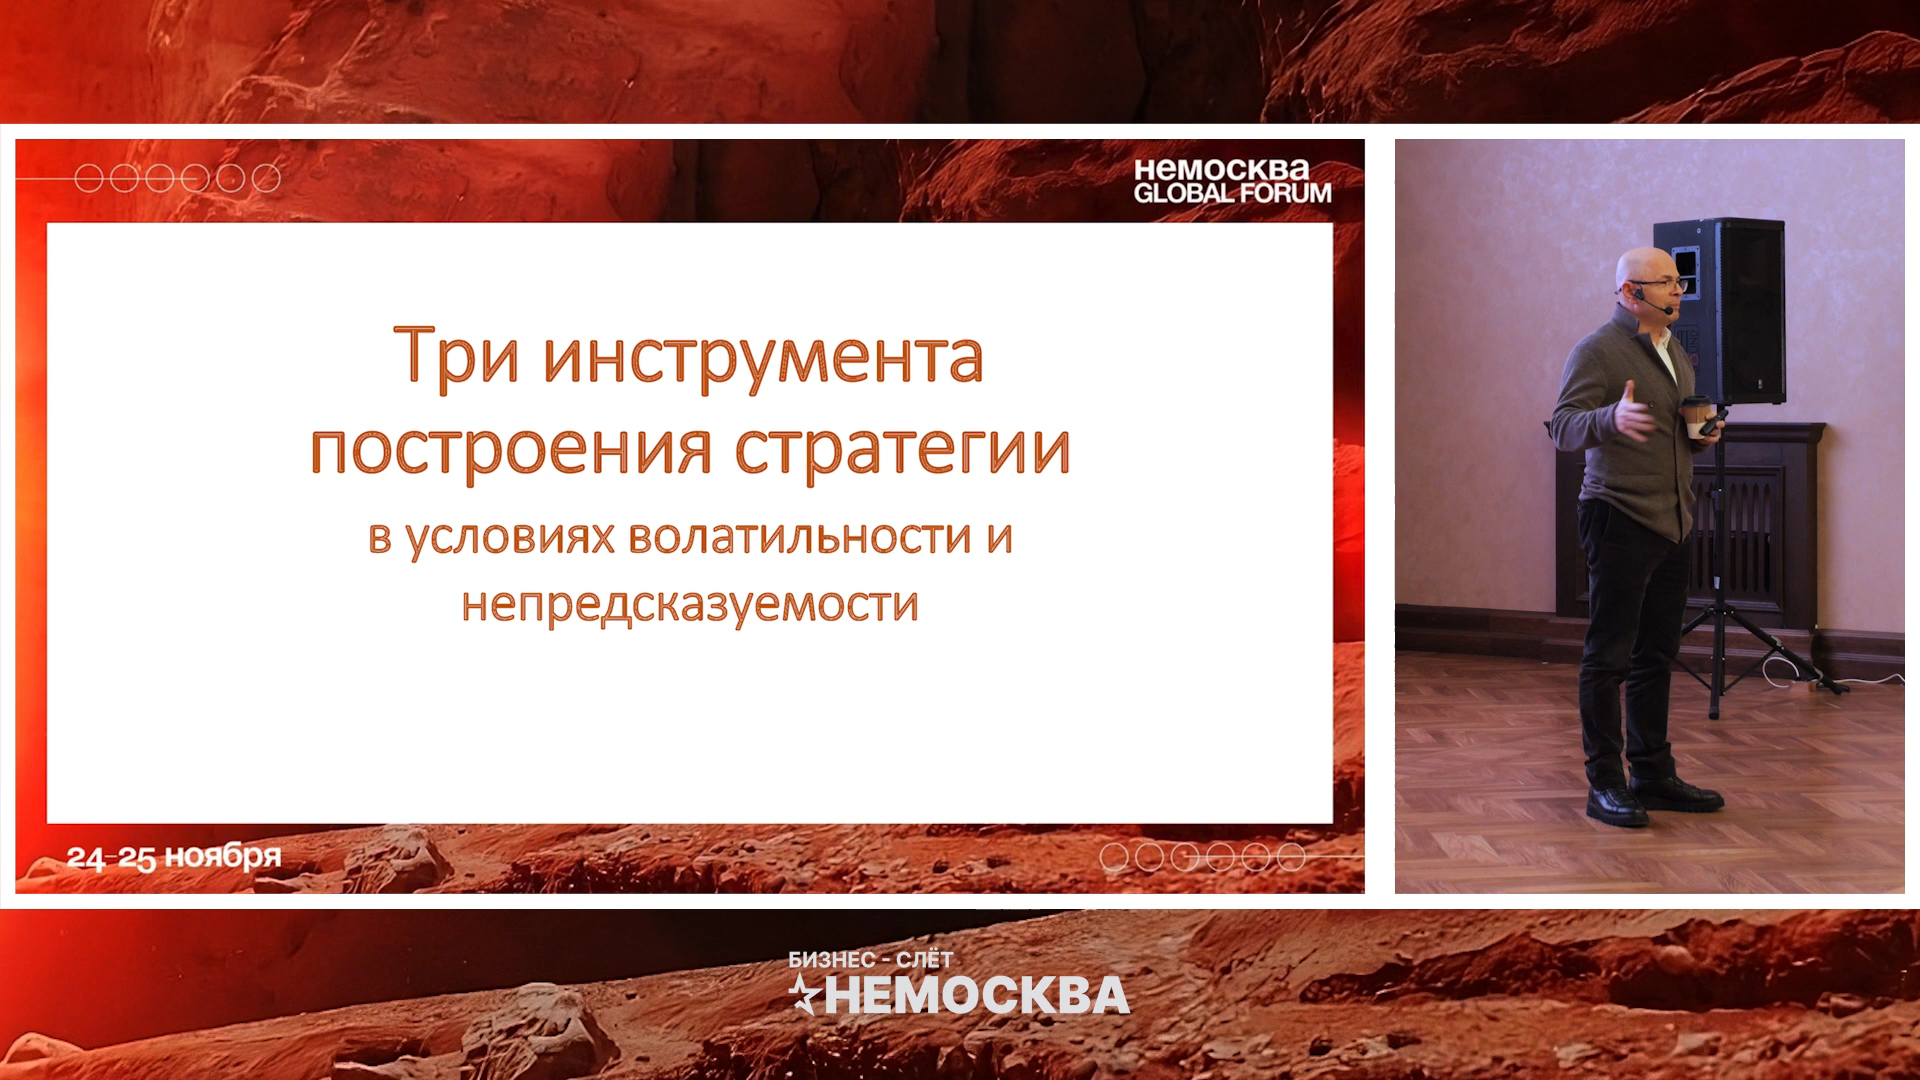 немосква
GLOBAL FORUM
Три инструмента
построения стратегии
в условиях волатильности и
непредсказуемости
24-25 ноября
БИЗНЕС - СЛЁТ
НЕМОСКВА